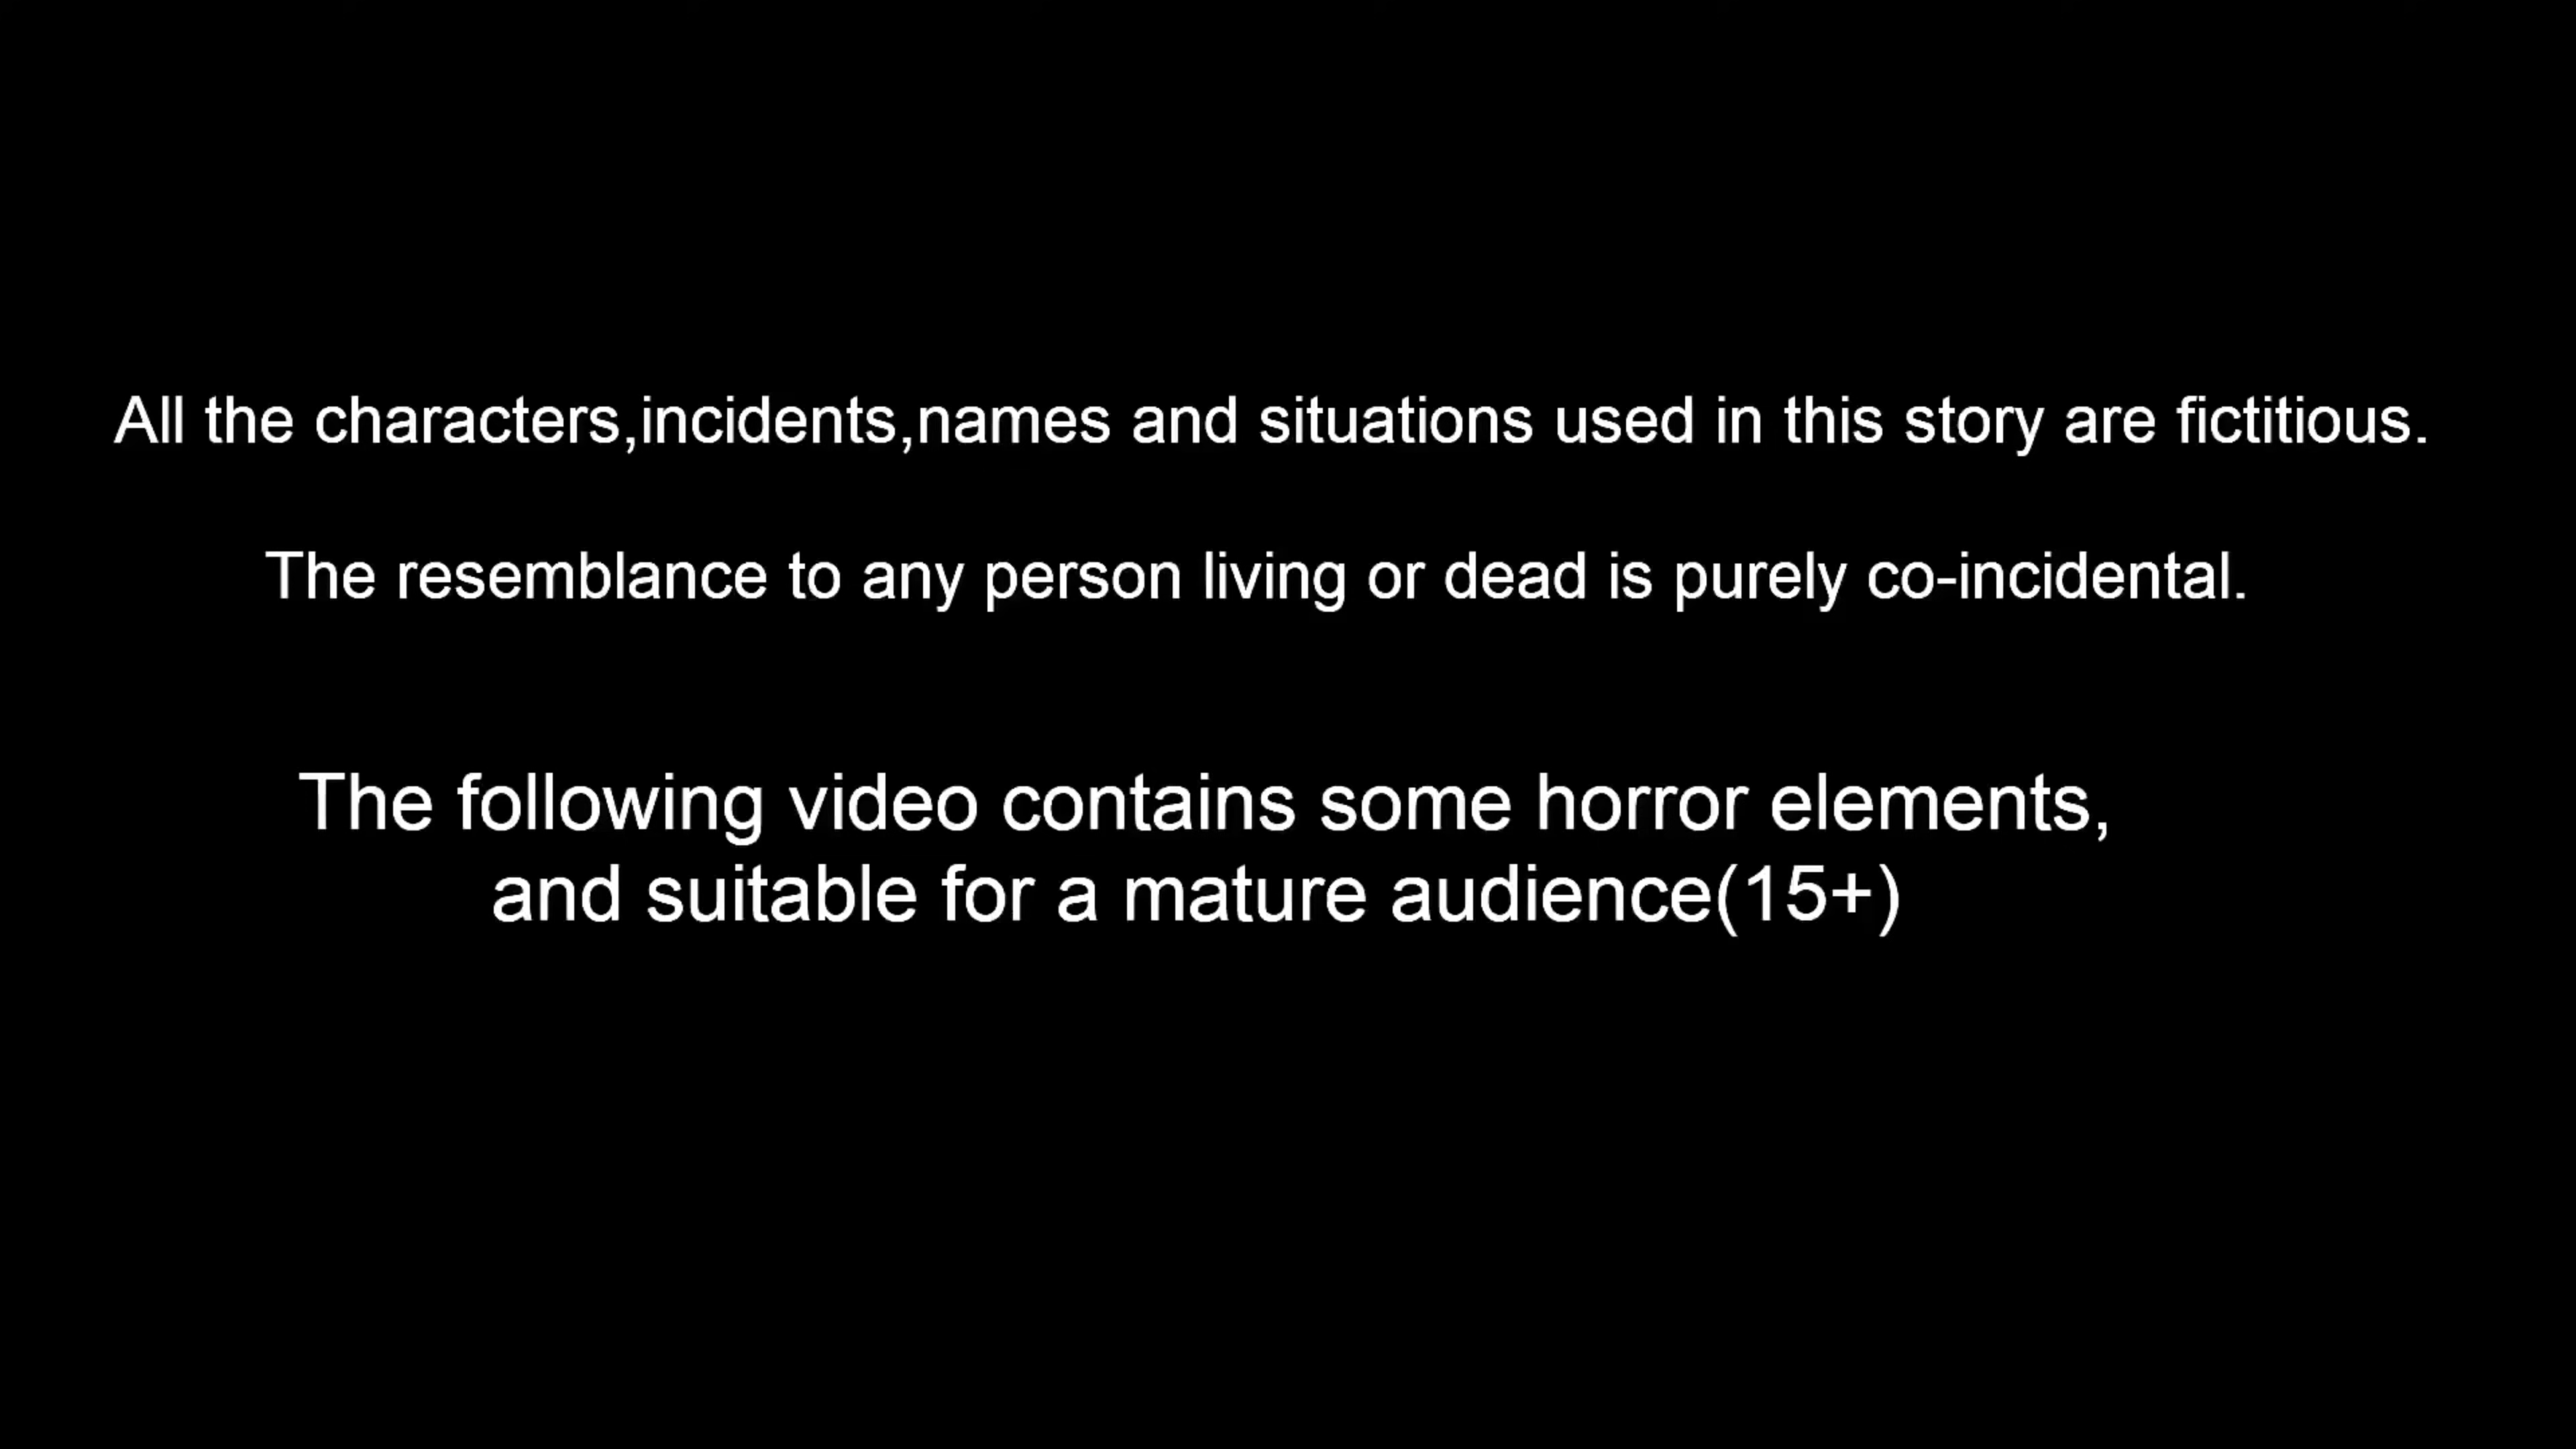 All the characters,incidents,names and situations used in this story are fictitious.
The resemblance to any person living or dead is purely co-incidental.
The following video contains some horror elements,
and suitable for a mature audience(15+)